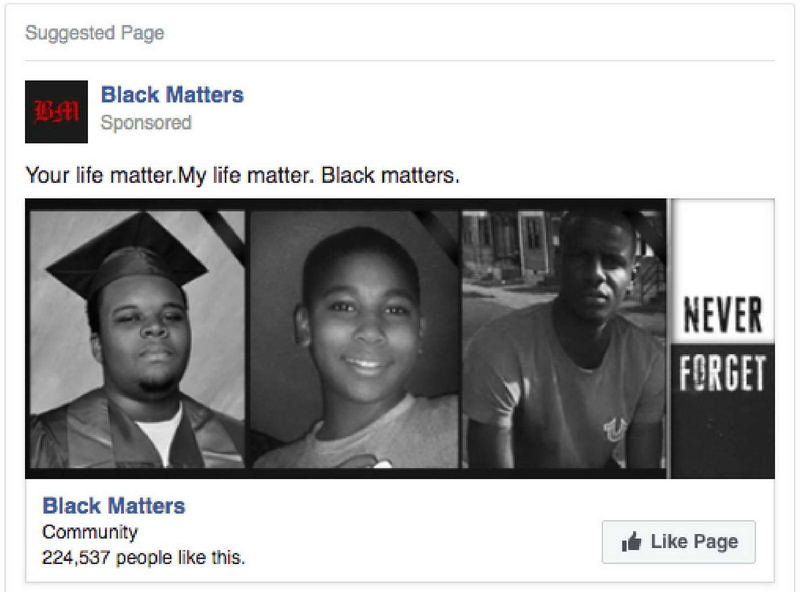 Suggested Page
BM
Black Matters
Sponsored
Your life matter.My life matter. Black matters.
NEVER
FORGET
Black Matters
Community
224,537 people like this.
Like Page